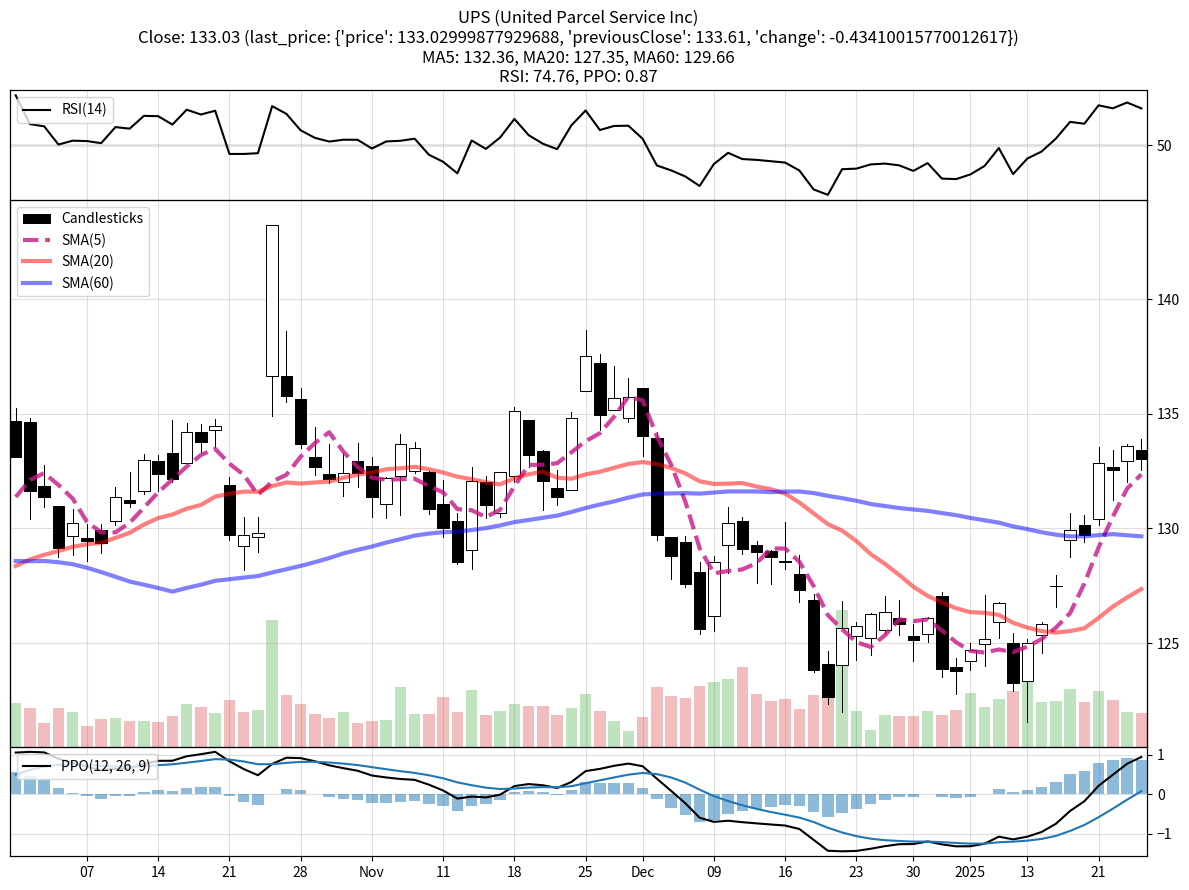 UPS (United Parcel Service Inc)
Close: 133.03 (last_price: {'price': 133.02999877929688, 'previousClose': 133.61, 'change': -0.43410015770012617})
MA5: 132.36, MA20: 127.35, MA60: 129.66
RSI: 74.76, PPO: 0.87
RSI(14)
50
Candlesticks
SMA(5)
SMA(20)
SMA(60)
140
135
130
125
PPO(12, 26, 9)
1
0
−1
07 14 21 28 Nov 11 18 25 Dec 09 16 23 30 2025 13 21